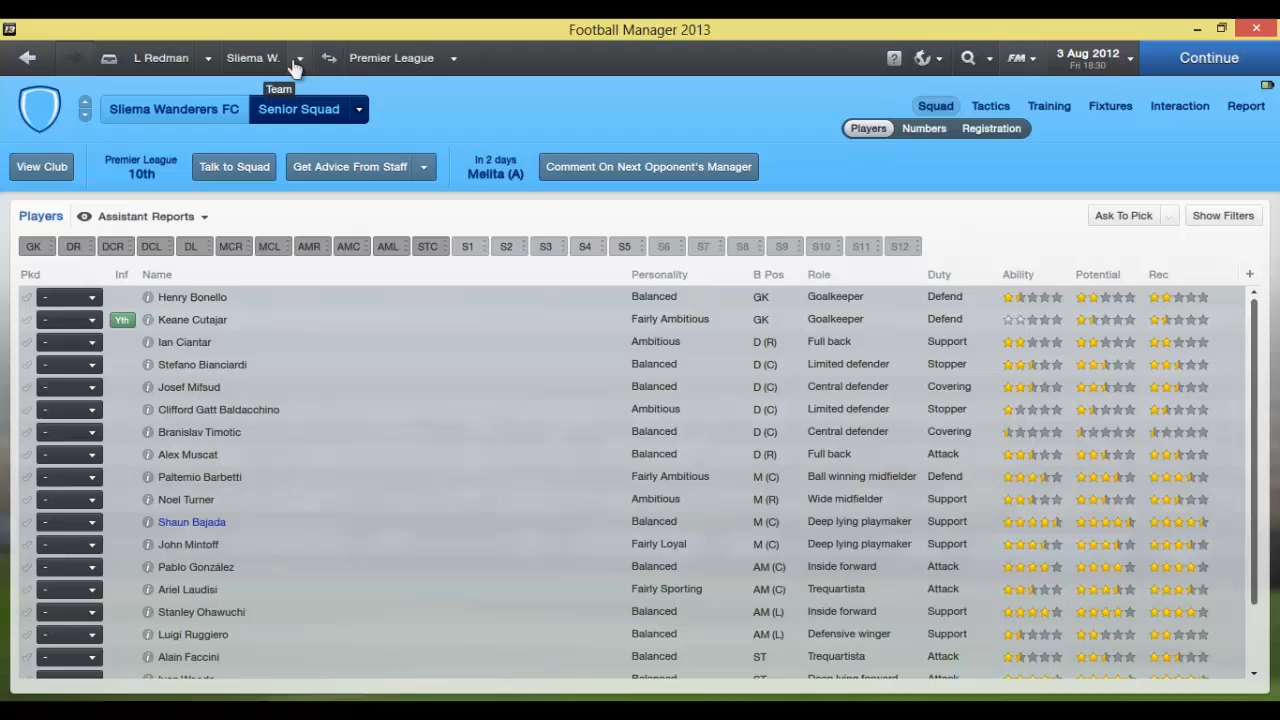 Football Manager 2013
L Redman Sliema W. Premier League 3 Aug 2012 Fri 18:30 Continue
FM
Team
Sliema Wanderers FC Senior Squad Squad Tactics Training Fixtures Interaction Report
Players Numbers Registration
View Club Premier League 10th Talk to Squad Get Advice From Staff In 2 days Melita (A) Comment On Next Opponent's Manager
Players Assistant Reports Ask To Pick Show Filters
GK DR DCR DCL DL MCR MCL AMR AMC AML STC S1 S2 S3 S4 S5 S6 S7 S8 S9 S10 S11 S12
Pkd Inf Name Personality B Pos Role Duty Ability Potential Rec +
- Henry Bonello Balanced GK Goalkeeper Defend
- Yth Keane Cutajar Fairly Ambitious GK Goalkeeper Defend
- Ian Ciantar Ambitious D (R) Full back Support
- Stefano Bianciardi Balanced D (C) Limited defender Stopper
- Josef Mifsud Balanced D (C) Central defender Covering
- Clifford Gatt Baldacchino Ambitious D (C) Limited defender Stopper
- Branislav Timotic Balanced D (C) Central defender Covering
- Alex Muscat Balanced D (R) Full back Attack
- Paltemio Barbetti Fairly Ambitious M (C) Ball winning midfielder Defend
- Noel Turner Ambitious M (R) Wide midfielder Support
- Shaun Bajada Balanced M (C) Deep lying playmaker Support
- John Mintoff Fairly Loyal M (C) Deep lying playmaker Support
- Pablo González Balanced AM (C) Inside forward Attack
- Ariel Laudisi Fairly Sporting AM (C) Trequartista Attack
- Stanley Ohawuchi Balanced AM (L) Inside forward Support
- Luigi Ruggiero Balanced AM (L) Defensive winger Support
- Alain Faccini Balanced ST Trequartista Attack